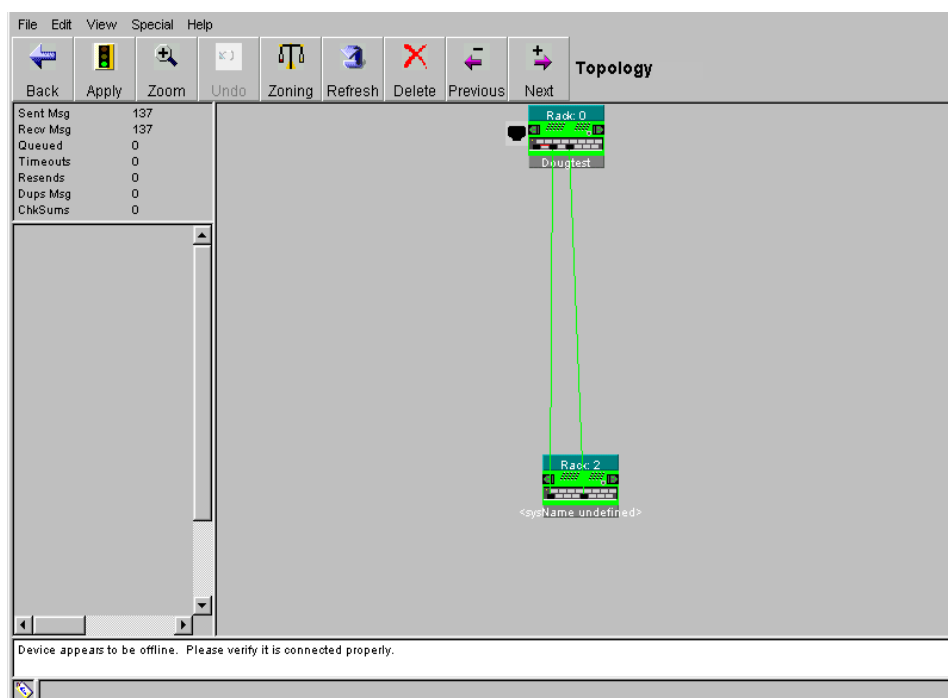 File Edit View Special Help
Back Apply Zoom Undo Zoning Refresh Delete Previous Next Topology
Sent Msg 137
Recv Msg 137
Queued 0
Timeouts 0
Resends 0
Dups Msg 0
ChkSums 0
Rack: 0
Dougtest
Rack: 2
<sysName undefined>
Device appears to be offline. Please verify it is connected properly.